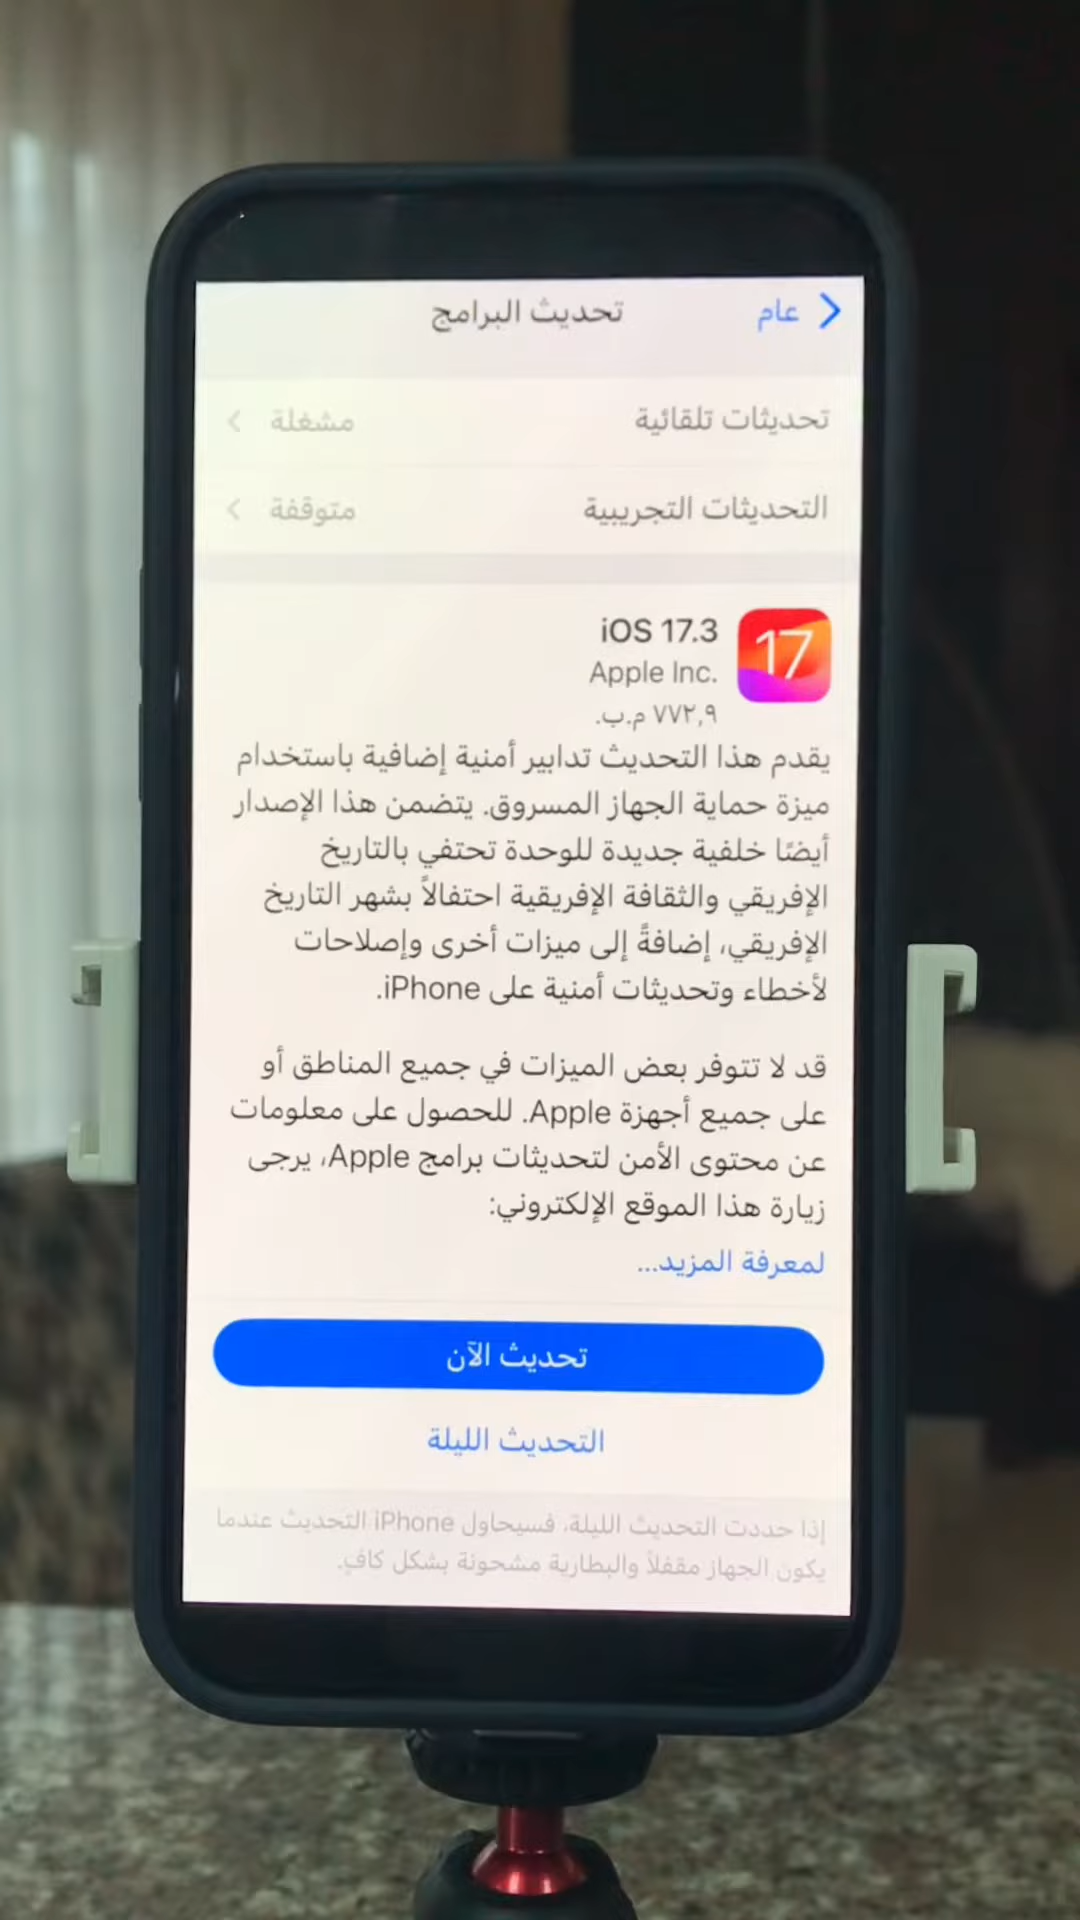 عام
تحديث البرامج
تحديثات تلقائية مشغلة
التحديثات التجريبية متوقفة
17
iOS 17.3
Apple Inc.
٧٧٢,٩ م.ب.
يقدم هذا التحديث تدابير أمنية إضافية باستخدام
ميزة حماية الجهاز المسروق. يتضمن هذا الإصدار
أيضًا خلفية جديدة للوحدة تحتفي بالتاريخ
الإفريقي والثقافة الإفريقية احتفالاً بشهر التاريخ
الإفريقي، إضافةً إلى ميزات أخرى وإصلاحات
لأخطاء وتحديثات أمنية على iPhone.
قد لا تتوفر بعض الميزات في جميع المناطق أو
على جميع أجهزة Apple. للحصول على معلومات
عن محتوى الأمن لتحديثات برامج Apple، يرجى
زيارة هذا الموقع الإلكتروني:
لمعرفة المزيد...
تحديث الآن
التحديث الليلة
إذا حددت التحديث الليلة، فسيحاول iPhone التحديث عندما
يكون الجهاز مقفلاً والبطارية مشحونة بشكل كافٍ.